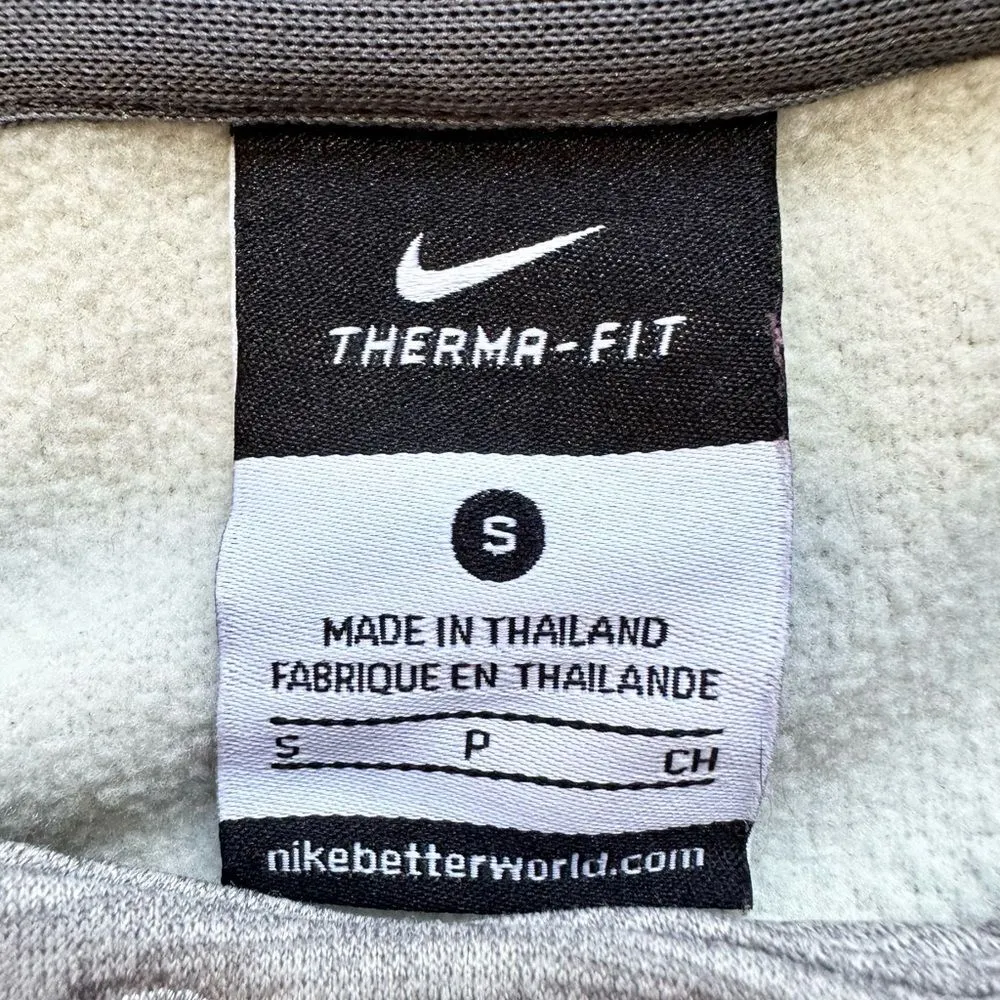 THERMA-FIT
S
MADE IN THAILAND
FABRIQUE EN THAILANDE
S P CH
nikebetterworld.com